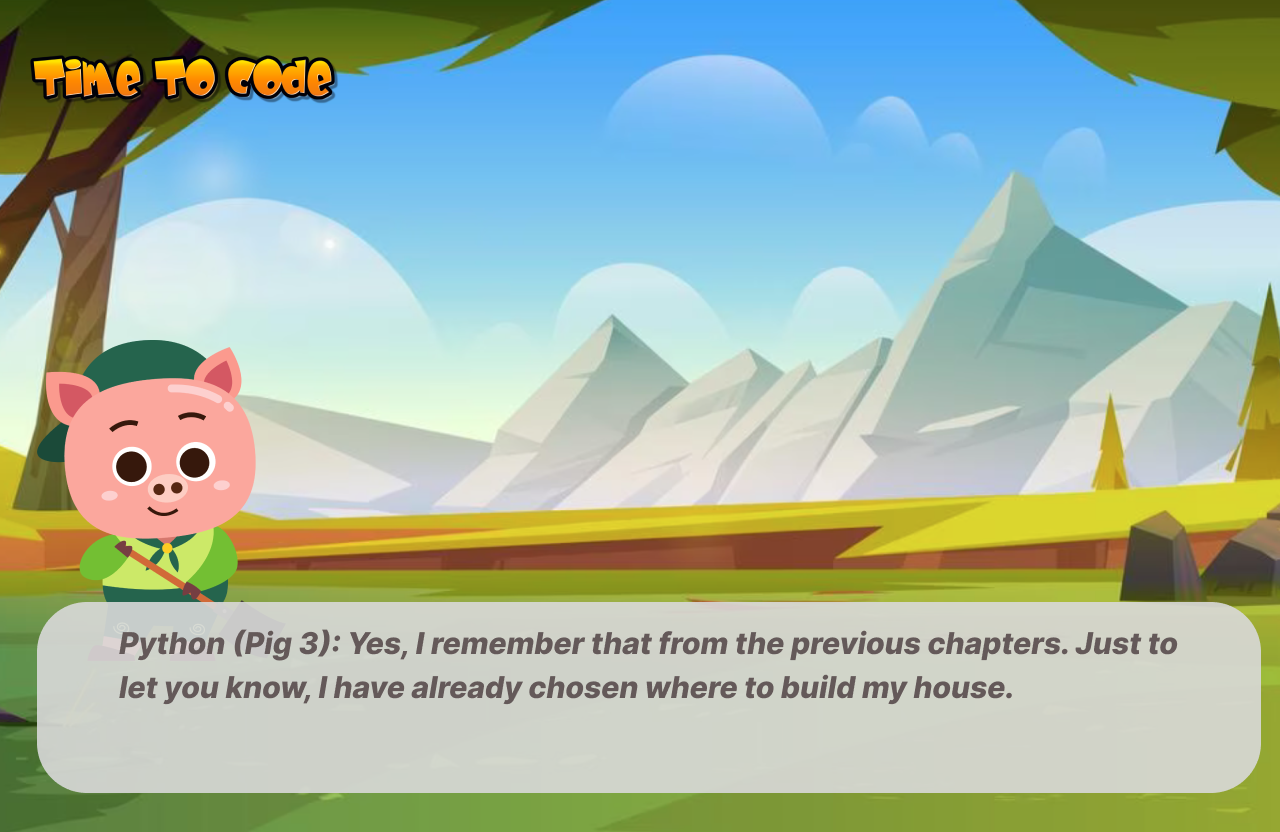 Time To Code
Python (Pig 3): Yes, I remember that from the previous chapters. Just to
let you know, I have already chosen where to build my house.